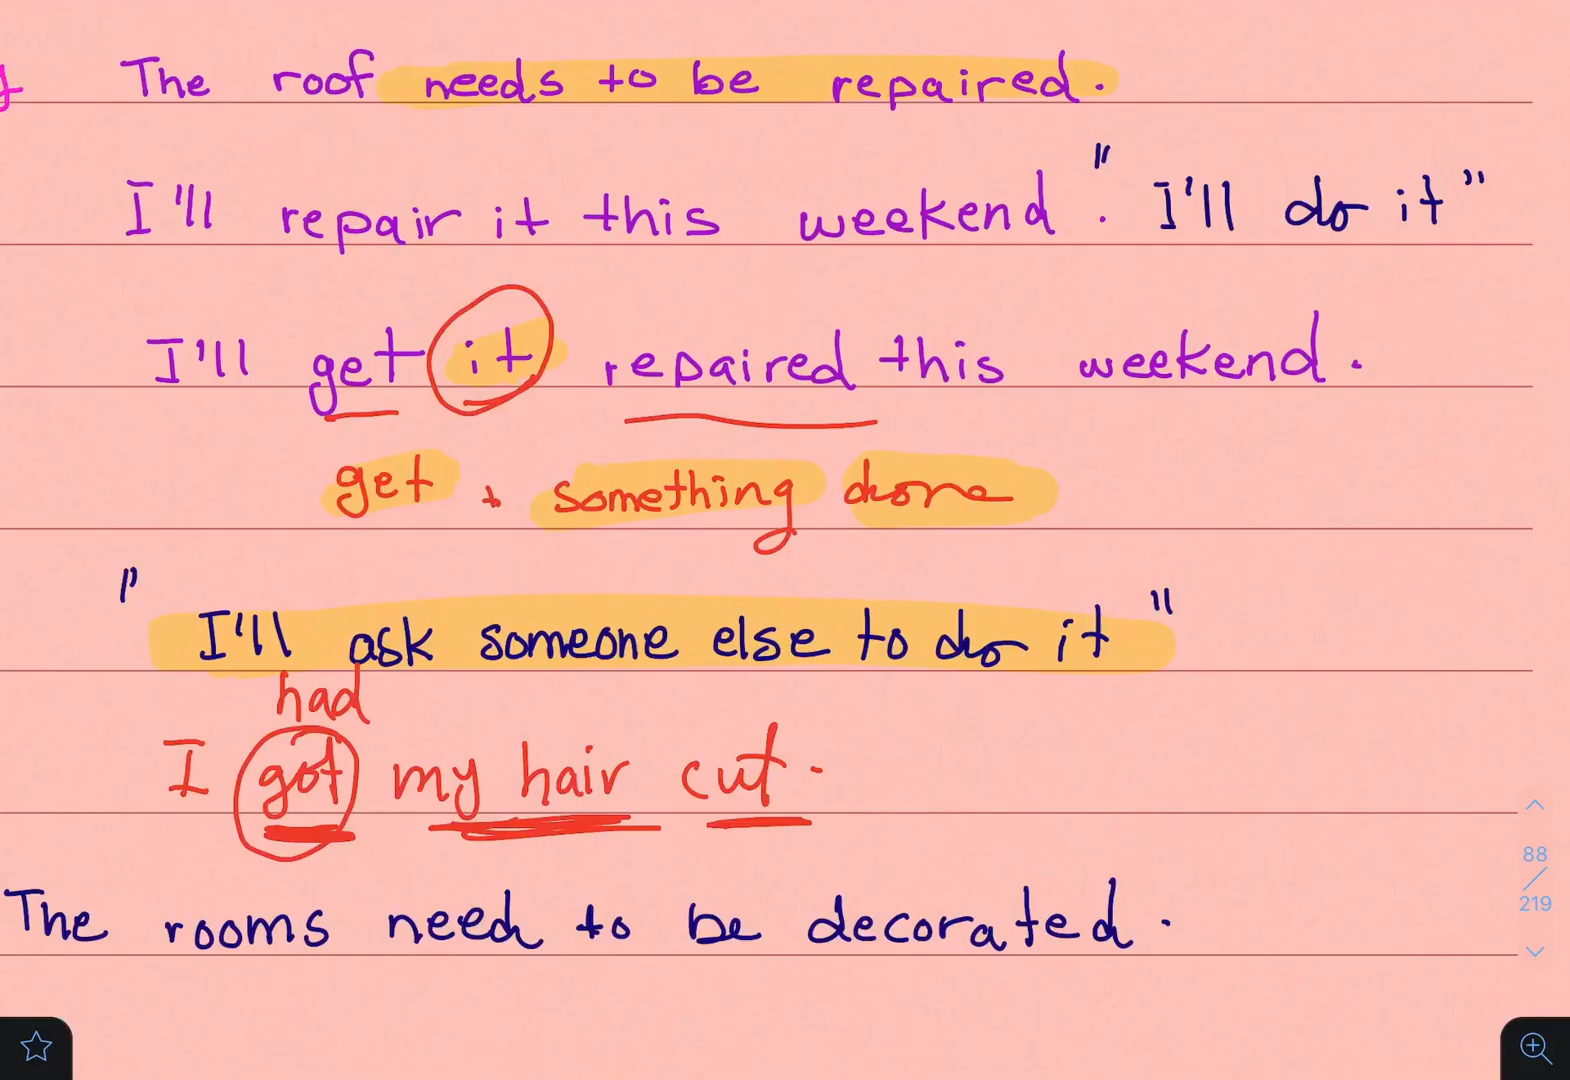 The roof needs to be repaired.
I'll repair it this weekend. " I'll do it "
I'll get it repaired this weekend.
get + something done
" I'll ask someone else to do it "
had
I got my hair cut.
The rooms need to be decorated.
88
219